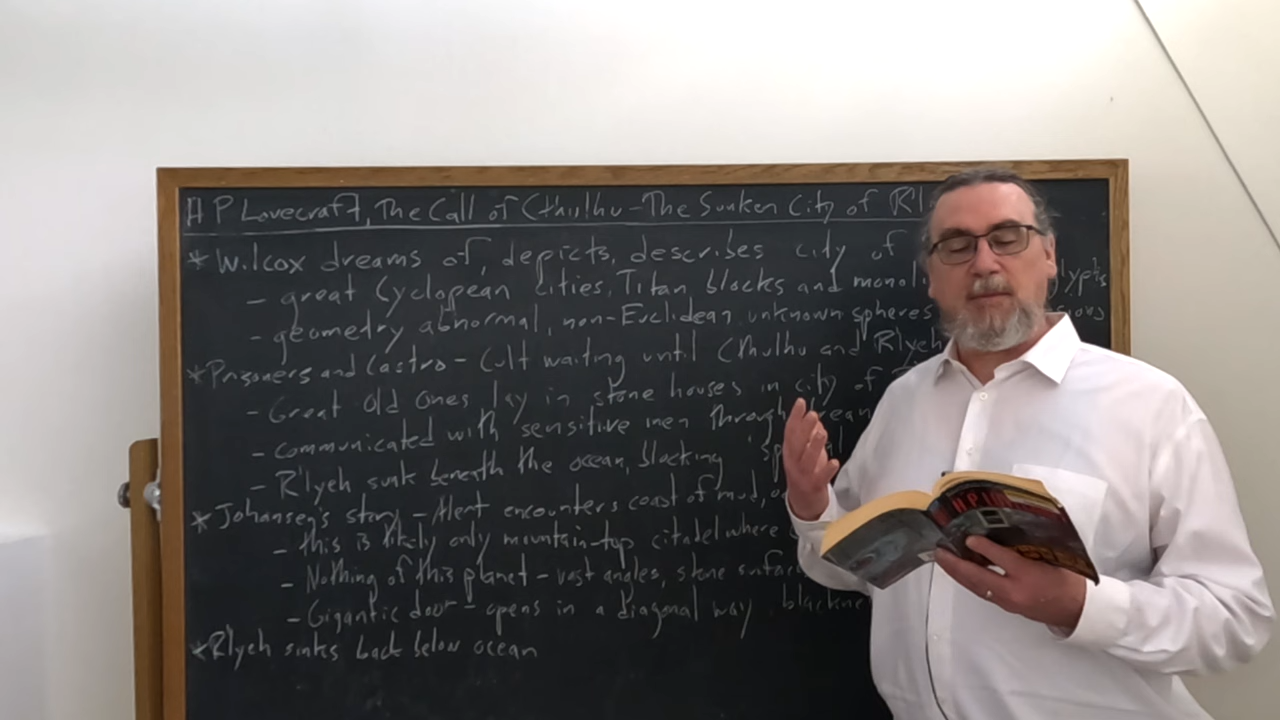 H P Lovecraft, The Call of Cthulhu - The Sunken City of R'l
* Wilcox dreams of, depicts, describes city of
- great Cyclopean cities, Titan blocks and monoli lyphs
- geometry abnormal, non-Euclidean unknown spheres
* Prisoners and Castro - Cult waiting until Cthulhu and R'lyeh
- Great Old Ones lay in stone houses in city of
- communicated with sensitive men through
- R'lyeh sunk beneath the ocean, blocking
* Johansen's story - Alert encounters coast of mud,
- this is likely only mountain-top citadel where
- Nothing of this planet - vast angles, stone surfac
- Gigantic door - opens in a diagonal way blackne
* R'lyeh sinks back below ocean
H P L